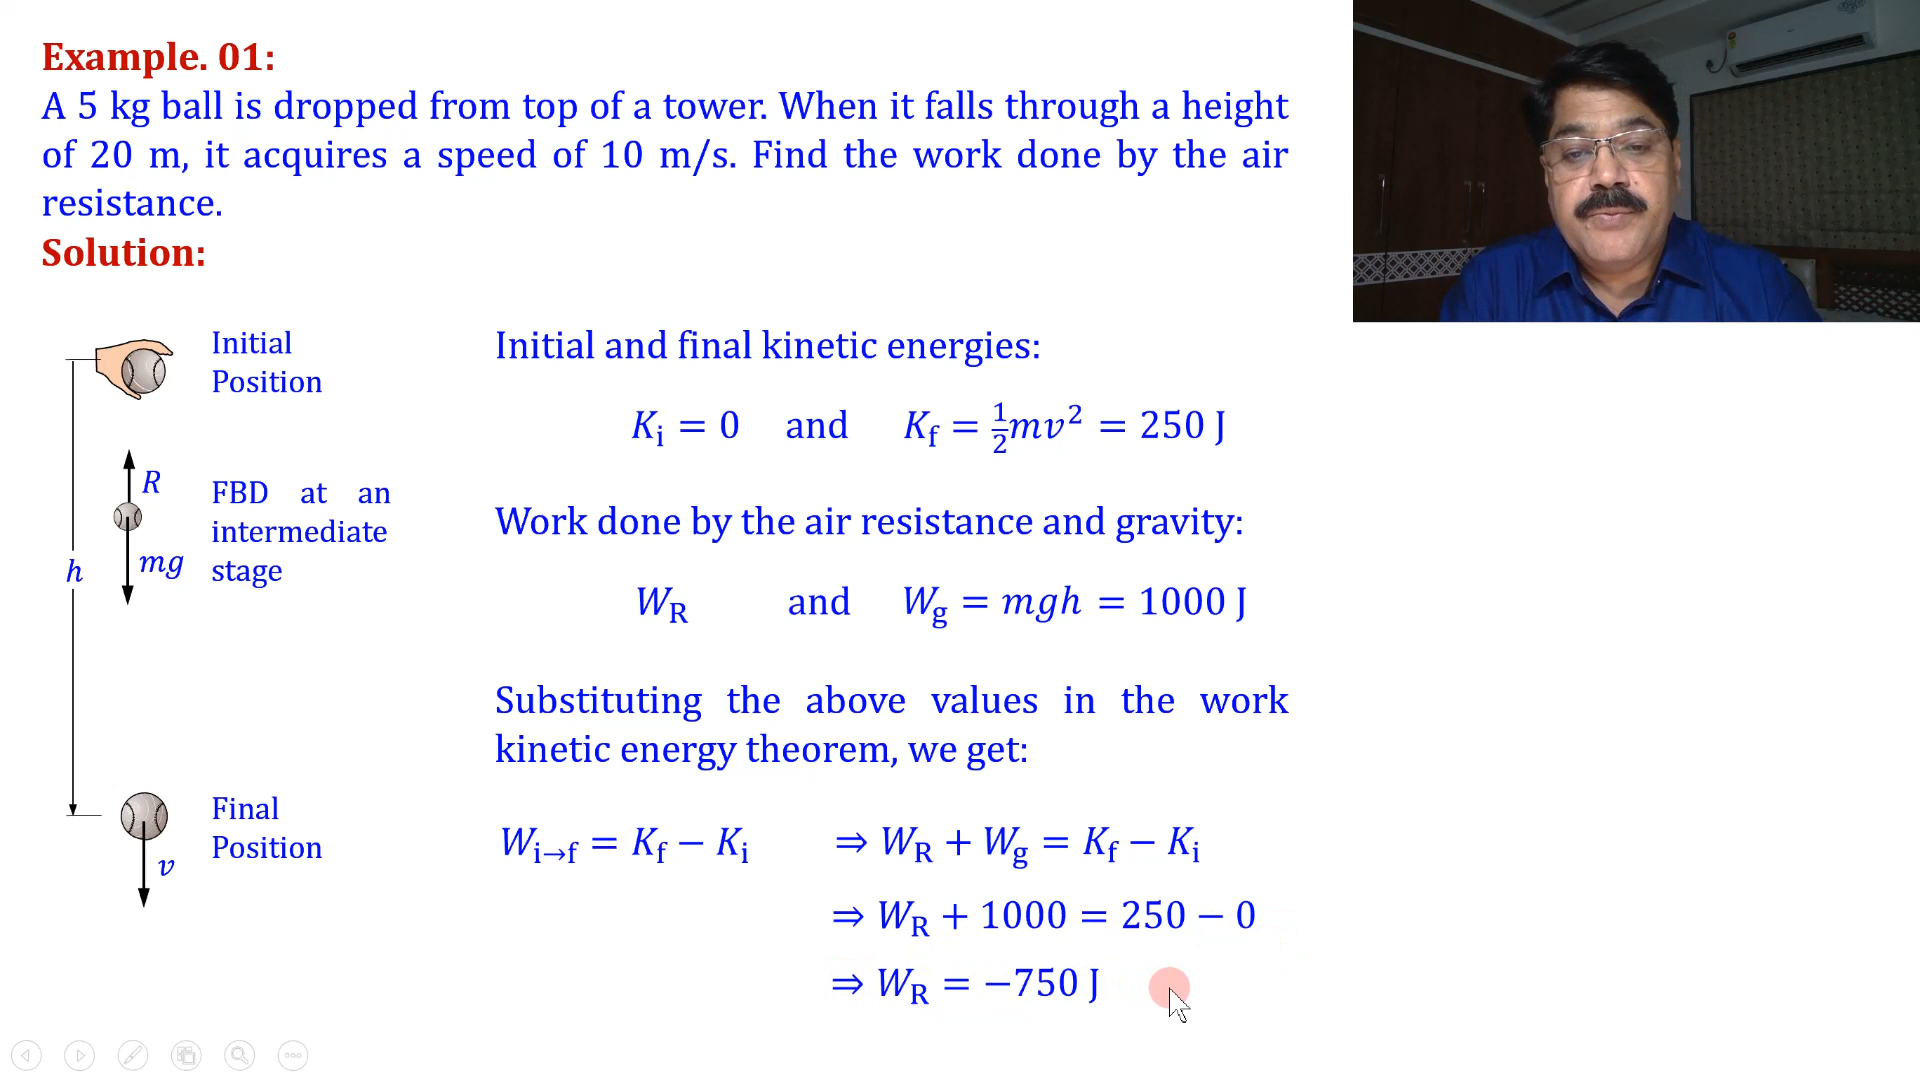 Example. 01:
A 5 kg ball is dropped from top of a tower. When it falls through a height
of 20 m, it acquires a speed of 10 m/s. Find the work done by the air
resistance.
Solution:
Initial
Position
R
FBD at an
intermediate
stage
mg
h
Final
Position
v
Initial and final kinetic energies:
Kᵢ = 0 and K_f = ½mv² = 250 J
Work done by the air resistance and gravity:
W_R and W_g = mgh = 1000 J
Substituting the above values in the work
kinetic energy theorem, we get:
W_i→f = K_f − Kᵢ ⇒ W_R + W_g = K_f − Kᵢ
⇒ W_R + 1000 = 250 − 0
⇒ W_R = −750 J